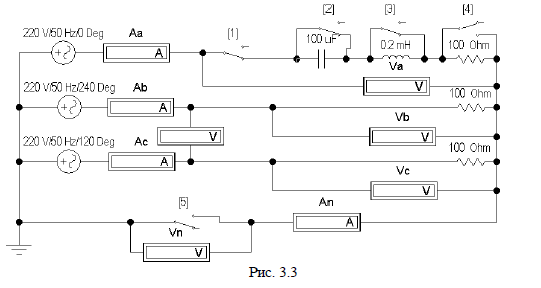 220 V/50 Hz/0 Deg Aa [1] [2] [3] [4]
A 100 uF 0.2 mH 100 Ohm
Va
V
220 V/50 Hz/240 Deg Ab 100 Ohm
A
V Vb
V
220 V/50 Hz/120 Deg Ac 100 Ohm
A
Vc
V
[5] An
A
Vn
V
Рис. 3.3